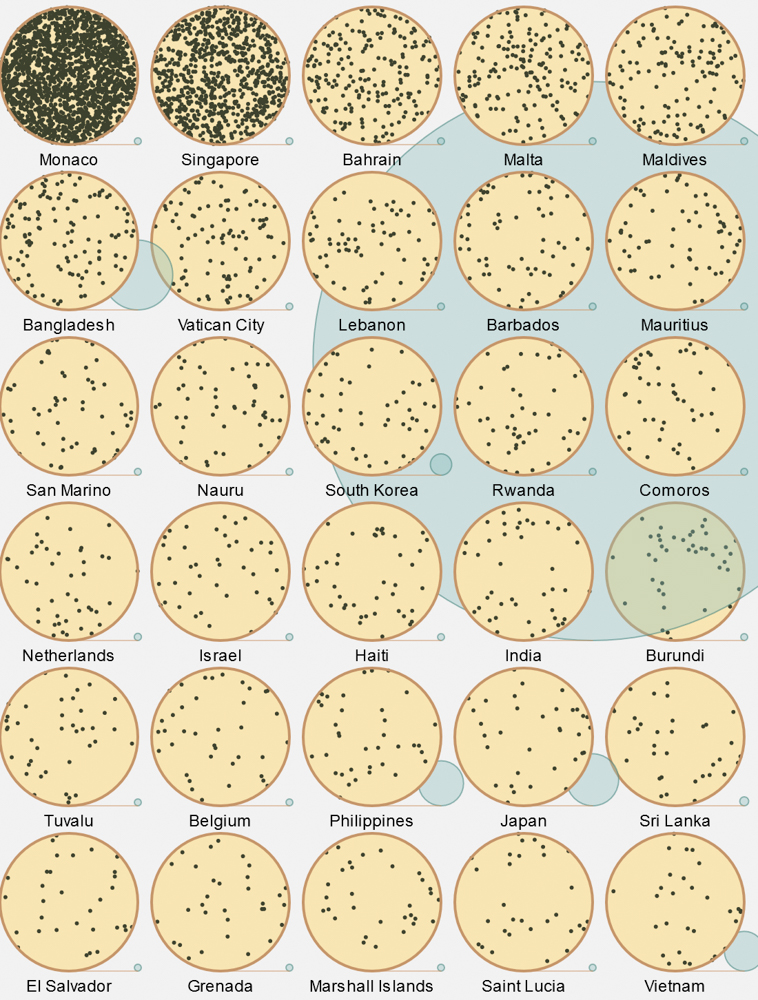 Monaco Singapore Bahrain Malta Maldives
Bangladesh Vatican City Lebanon Barbados Mauritius
San Marino Nauru South Korea Rwanda Comoros
Netherlands Israel Haiti India Burundi
Tuvalu Belgium Philippines Japan Sri Lanka
El Salvador Grenada Marshall Islands Saint Lucia Vietnam